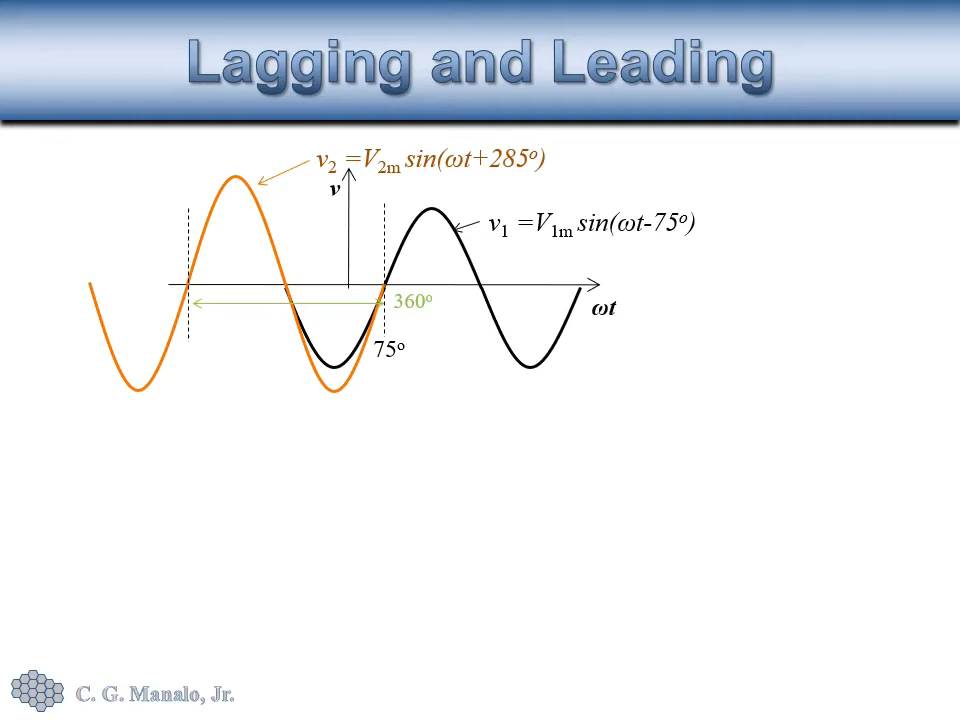 Lagging and Leading
v₂ =V₂ₘ sin(ωt+285º)
v
v₁ =V₁ₘ sin(ωt-75º)
360º
ωt
75º
C. G. Manalo, Jr.